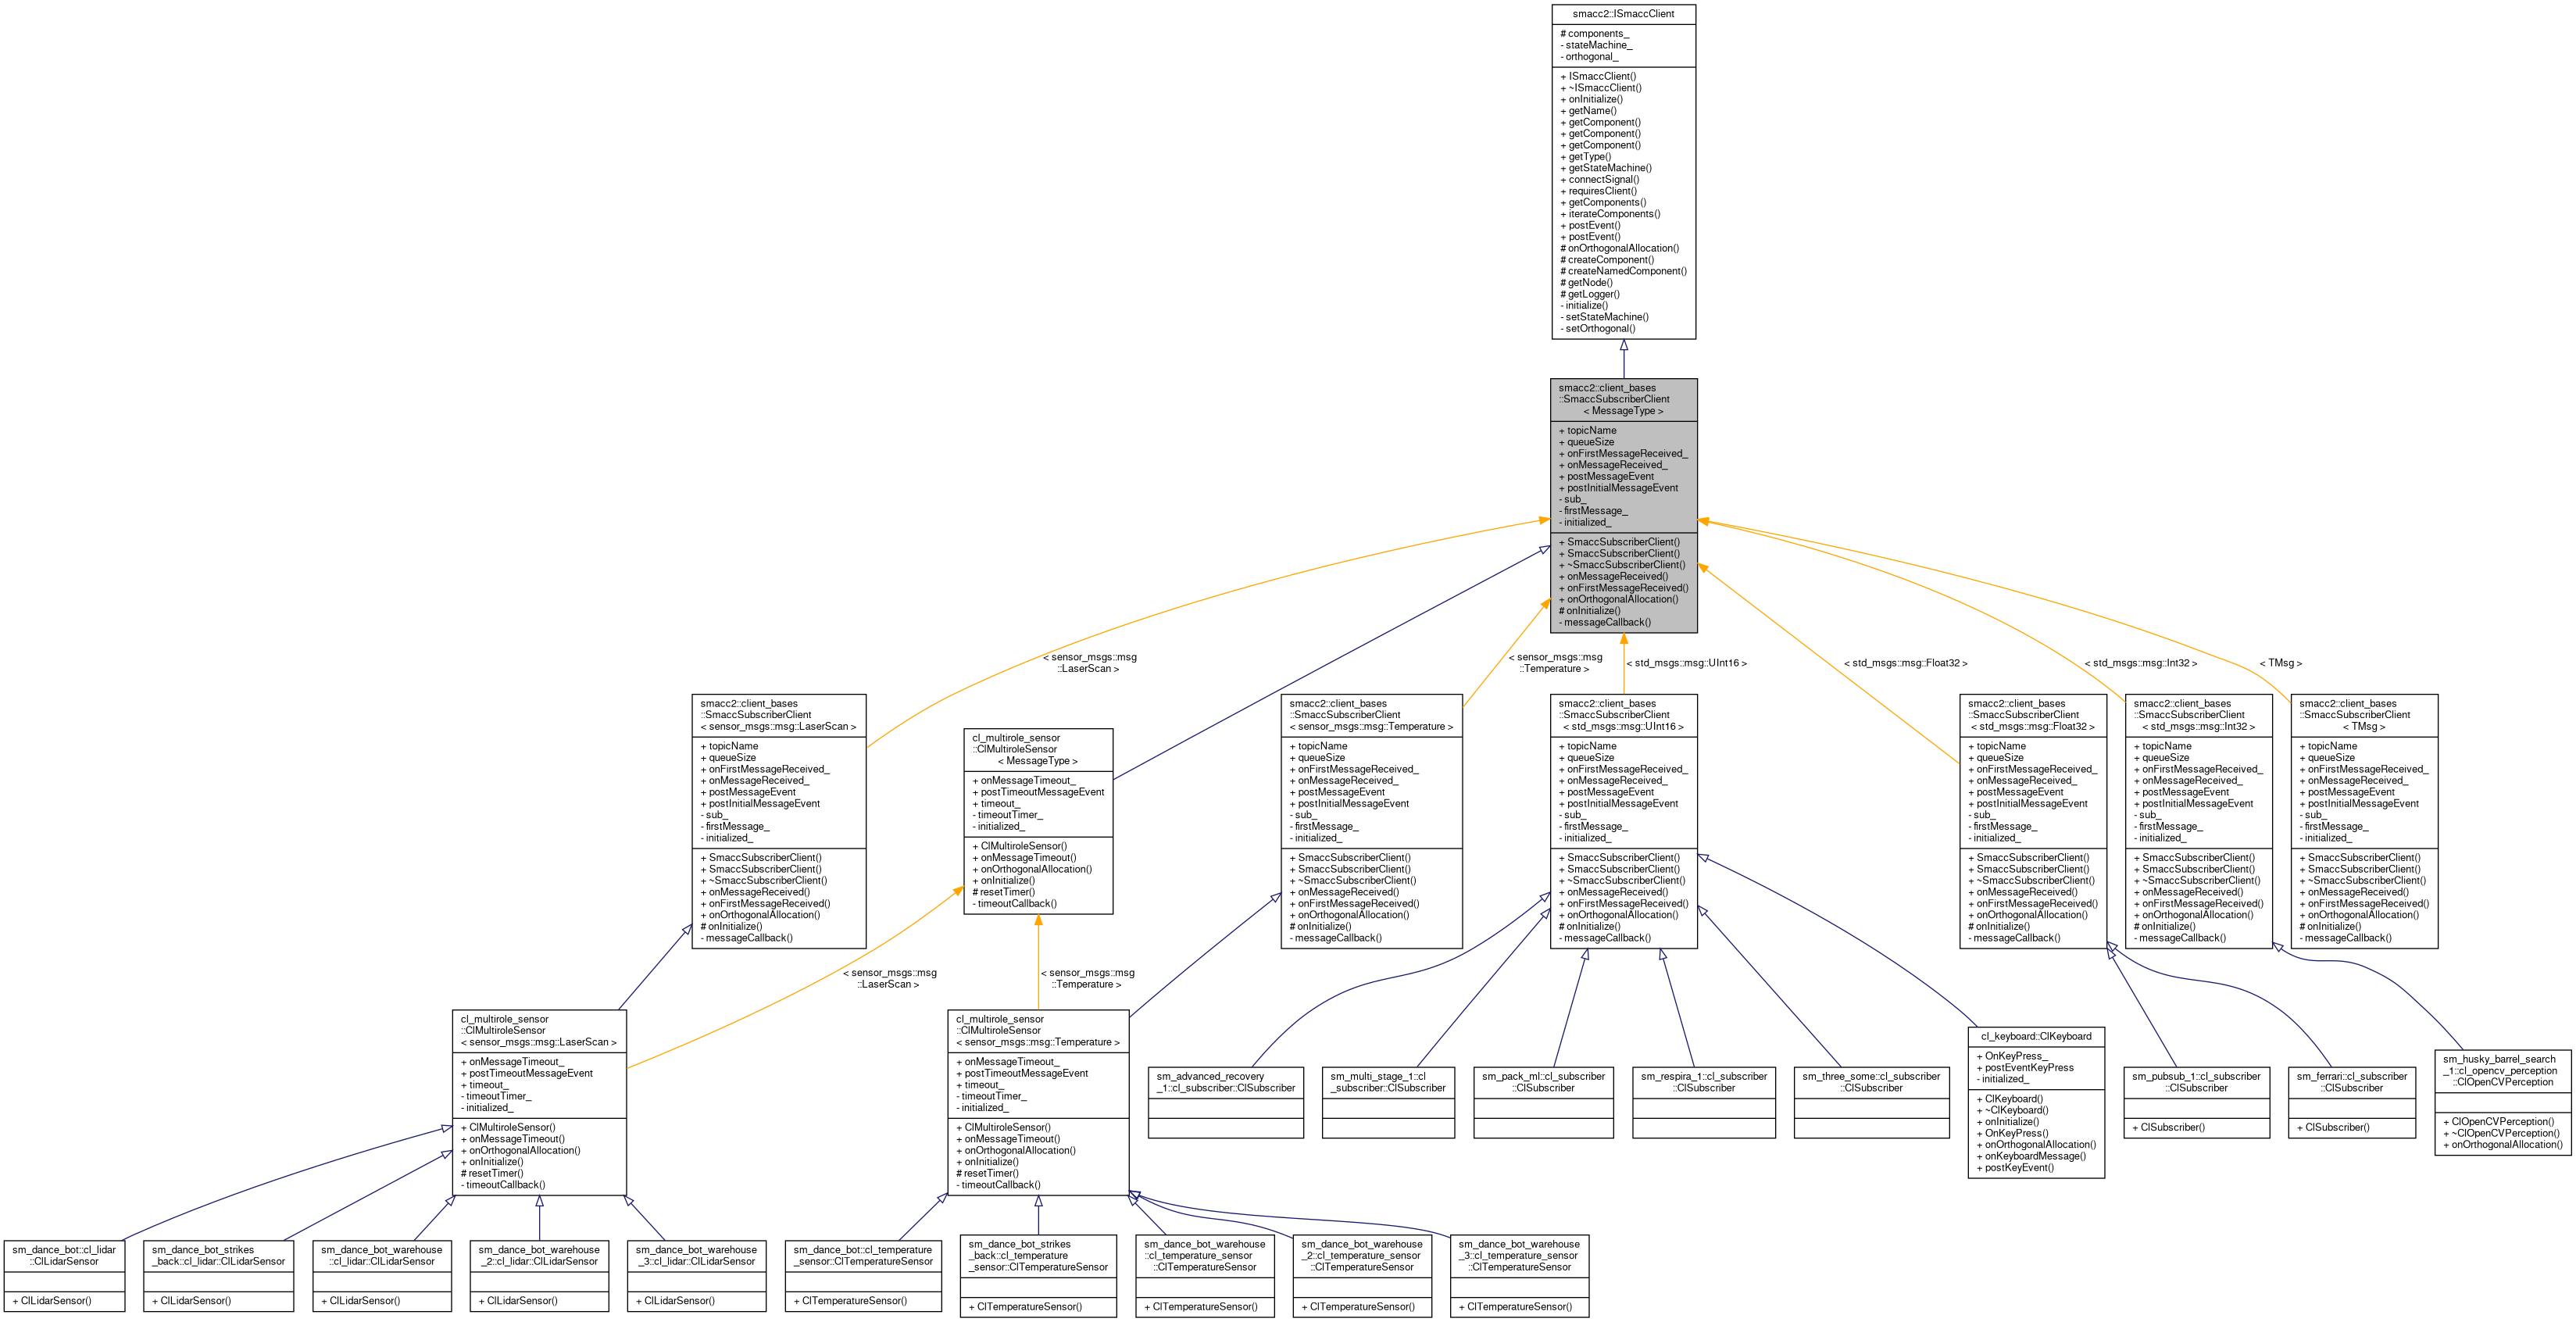 smacc2::ISmaccClient
# components_
- stateMachine_
- orthogonal_
+ ISmaccClient()
+ ~ISmaccClient()
+ onInitialize()
+ getName()
+ getComponent()
+ getComponent()
+ getComponent()
+ getType()
+ getStateMachine()
+ connectSignal()
+ requiresClient()
+ getComponents()
+ iterateComponents()
+ postEvent()
+ postEvent()
# onOrthogonalAllocation()
# createComponent()
# createNamedComponent()
# getNode()
# getLogger()
- initialize()
- setStateMachine()
- setOrthogonal()
smacc2::client_bases
::SmaccSubscriberClient
< MessageType >
+ topicName
+ queueSize
+ onFirstMessageReceived_
+ onMessageReceived_
+ postMessageEvent
+ postInitialMessageEvent
- sub_
- firstMessage_
- initialized_
+ SmaccSubscriberClient()
+ SmaccSubscriberClient()
+ ~SmaccSubscriberClient()
+ onMessageReceived()
+ onFirstMessageReceived()
+ onOrthogonalAllocation()
# onInitialize()
- messageCallback()
< sensor_msgs::msg
::LaserScan >
< sensor_msgs::msg
::Temperature >
< std_msgs::msg::UInt16 >
< std_msgs::msg::Float32 >
< std_msgs::msg::Int32 >
< TMsg >
smacc2::client_bases
::SmaccSubscriberClient
< sensor_msgs::msg::LaserScan >
+ topicName
+ queueSize
+ onFirstMessageReceived_
+ onMessageReceived_
+ postMessageEvent
+ postInitialMessageEvent
- sub_
- firstMessage_
- initialized_
+ SmaccSubscriberClient()
+ SmaccSubscriberClient()
+ ~SmaccSubscriberClient()
+ onMessageReceived()
+ onFirstMessageReceived()
+ onOrthogonalAllocation()
# onInitialize()
- messageCallback()
cl_multirole_sensor
::ClMultiroleSensor
< MessageType >
+ onMessageTimeout_
+ postTimeoutMessageEvent
+ timeout_
- timeoutTimer_
- initialized_
+ ClMultiroleSensor()
+ onMessageTimeout()
+ onOrthogonalAllocation()
+ onInitialize()
# resetTimer()
- timeoutCallback()
smacc2::client_bases
::SmaccSubscriberClient
< sensor_msgs::msg::Temperature >
+ topicName
+ queueSize
+ onFirstMessageReceived_
+ onMessageReceived_
+ postMessageEvent
+ postInitialMessageEvent
- sub_
- firstMessage_
- initialized_
+ SmaccSubscriberClient()
+ SmaccSubscriberClient()
+ ~SmaccSubscriberClient()
+ onMessageReceived()
+ onFirstMessageReceived()
+ onOrthogonalAllocation()
# onInitialize()
- messageCallback()
smacc2::client_bases
::SmaccSubscriberClient
< std_msgs::msg::UInt16 >
+ topicName
+ queueSize
+ onFirstMessageReceived_
+ onMessageReceived_
+ postMessageEvent
+ postInitialMessageEvent
- sub_
- firstMessage_
- initialized_
+ SmaccSubscriberClient()
+ SmaccSubscriberClient()
+ ~SmaccSubscriberClient()
+ onMessageReceived()
+ onFirstMessageReceived()
+ onOrthogonalAllocation()
# onInitialize()
- messageCallback()
smacc2::client_bases
::SmaccSubscriberClient
< std_msgs::msg::Float32 >
+ topicName
+ queueSize
+ onFirstMessageReceived_
+ onMessageReceived_
+ postMessageEvent
+ postInitialMessageEvent
- sub_
- firstMessage_
- initialized_
+ SmaccSubscriberClient()
+ SmaccSubscriberClient()
+ ~SmaccSubscriberClient()
+ onMessageReceived()
+ onFirstMessageReceived()
+ onOrthogonalAllocation()
# onInitialize()
- messageCallback()
smacc2::client_bases
::SmaccSubscriberClient
< std_msgs::msg::Int32 >
+ topicName
+ queueSize
+ onFirstMessageReceived_
+ onMessageReceived_
+ postMessageEvent
+ postInitialMessageEvent
- sub_
- firstMessage_
- initialized_
+ SmaccSubscriberClient()
+ SmaccSubscriberClient()
+ ~SmaccSubscriberClient()
+ onMessageReceived()
+ onFirstMessageReceived()
+ onOrthogonalAllocation()
# onInitialize()
- messageCallback()
smacc2::client_bases
::SmaccSubscriberClient
< TMsg >
+ topicName
+ queueSize
+ onFirstMessageReceived_
+ onMessageReceived_
+ postMessageEvent
+ postInitialMessageEvent
- sub_
- firstMessage_
- initialized_
+ SmaccSubscriberClient()
+ SmaccSubscriberClient()
+ ~SmaccSubscriberClient()
+ onMessageReceived()
+ onFirstMessageReceived()
+ onOrthogonalAllocation()
# onInitialize()
- messageCallback()
< sensor_msgs::msg
::LaserScan >
< sensor_msgs::msg
::Temperature >
cl_multirole_sensor
::ClMultiroleSensor
< sensor_msgs::msg::LaserScan >
+ onMessageTimeout_
+ postTimeoutMessageEvent
+ timeout_
- timeoutTimer_
- initialized_
+ ClMultiroleSensor()
+ onMessageTimeout()
+ onOrthogonalAllocation()
+ onInitialize()
# resetTimer()
- timeoutCallback()
cl_multirole_sensor
::ClMultiroleSensor
< sensor_msgs::msg::Temperature >
+ onMessageTimeout_
+ postTimeoutMessageEvent
+ timeout_
- timeoutTimer_
- initialized_
+ ClMultiroleSensor()
+ onMessageTimeout()
+ onOrthogonalAllocation()
+ onInitialize()
# resetTimer()
- timeoutCallback()
sm_advanced_recovery
_1::cl_subscriber::ClSubscriber
sm_multi_stage_1::cl
_subscriber::ClSubscriber
sm_pack_ml::cl_subscriber
::ClSubscriber
sm_respira_1::cl_subscriber
::ClSubscriber
sm_three_some::cl_subscriber
::ClSubscriber
cl_keyboard::ClKeyboard
+ OnKeyPress_
+ postEventKeyPress
- initialized_
+ ClKeyboard()
+ ~ClKeyboard()
+ onInitialize()
+ OnKeyPress()
+ onOrthogonalAllocation()
+ onKeyboardMessage()
+ postKeyEvent()
sm_pubsub_1::cl_subscriber
::ClSubscriber
+ ClSubscriber()
sm_ferrari::cl_subscriber
::ClSubscriber
+ ClSubscriber()
sm_husky_barrel_search
_1::cl_opencv_perception
::ClOpenCVPerception
+ ClOpenCVPerception()
+ ~ClOpenCVPerception()
+ onOrthogonalAllocation()
sm_dance_bot::cl_lidar
::ClLidarSensor
+ ClLidarSensor()
sm_dance_bot_strikes
_back::cl_lidar::ClLidarSensor
+ ClLidarSensor()
sm_dance_bot_warehouse
::cl_lidar::ClLidarSensor
+ ClLidarSensor()
sm_dance_bot_warehouse
_2::cl_lidar::ClLidarSensor
+ ClLidarSensor()
sm_dance_bot_warehouse
_3::cl_lidar::ClLidarSensor
+ ClLidarSensor()
sm_dance_bot::cl_temperature
_sensor::ClTemperatureSensor
+ ClTemperatureSensor()
sm_dance_bot_strikes
_back::cl_temperature
_sensor::ClTemperatureSensor
+ ClTemperatureSensor()
sm_dance_bot_warehouse
::cl_temperature_sensor
::ClTemperatureSensor
+ ClTemperatureSensor()
sm_dance_bot_warehouse
_2::cl_temperature_sensor
::ClTemperatureSensor
+ ClTemperatureSensor()
sm_dance_bot_warehouse
_3::cl_temperature_sensor
::ClTemperatureSensor
+ ClTemperatureSensor()